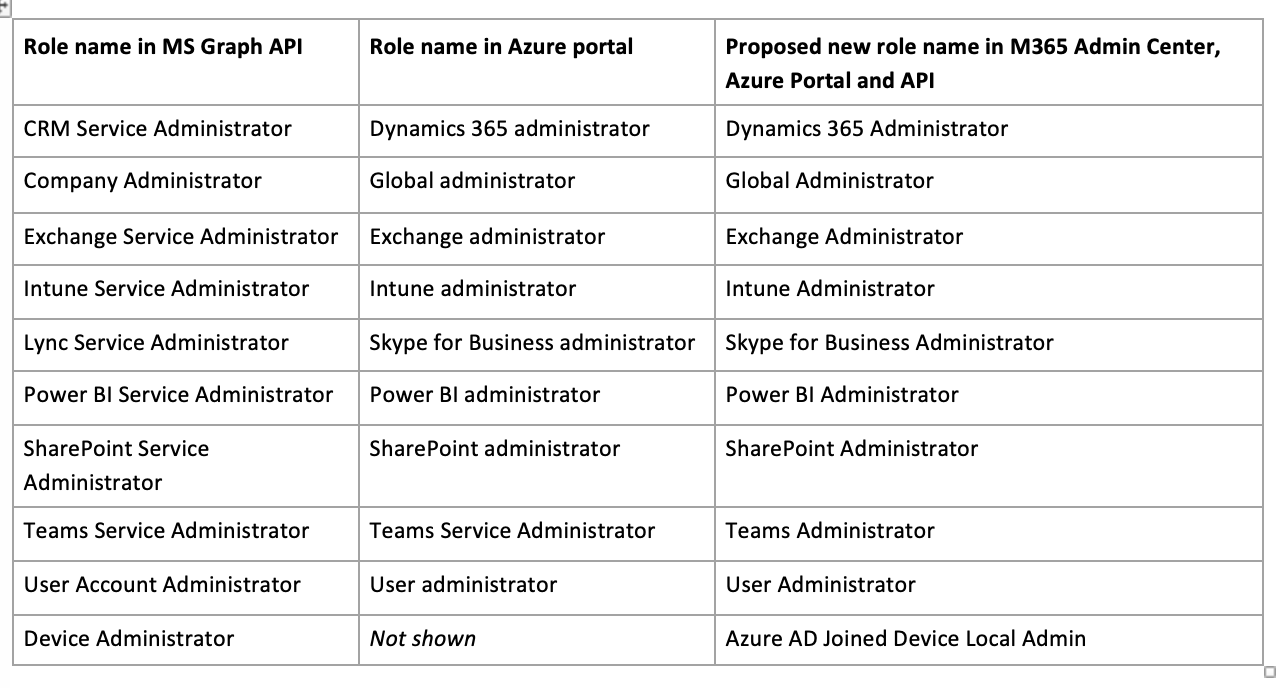 Role name in MS Graph API
Role name in Azure portal
Proposed new role name in M365 Admin Center,
Azure Portal and API
CRM Service Administrator
Dynamics 365 administrator
Dynamics 365 Administrator
Company Administrator
Global administrator
Global Administrator
Exchange Service Administrator
Exchange administrator
Exchange Administrator
Intune Service Administrator
Intune administrator
Intune Administrator
Lync Service Administrator
Skype for Business administrator
Skype for Business Administrator
Power BI Service Administrator
Power BI administrator
Power BI Administrator
SharePoint Service
Administrator
SharePoint administrator
SharePoint Administrator
Teams Service Administrator
Teams Service Administrator
Teams Administrator
User Account Administrator
User administrator
User Administrator
Device Administrator
Not shown
Azure AD Joined Device Local Admin